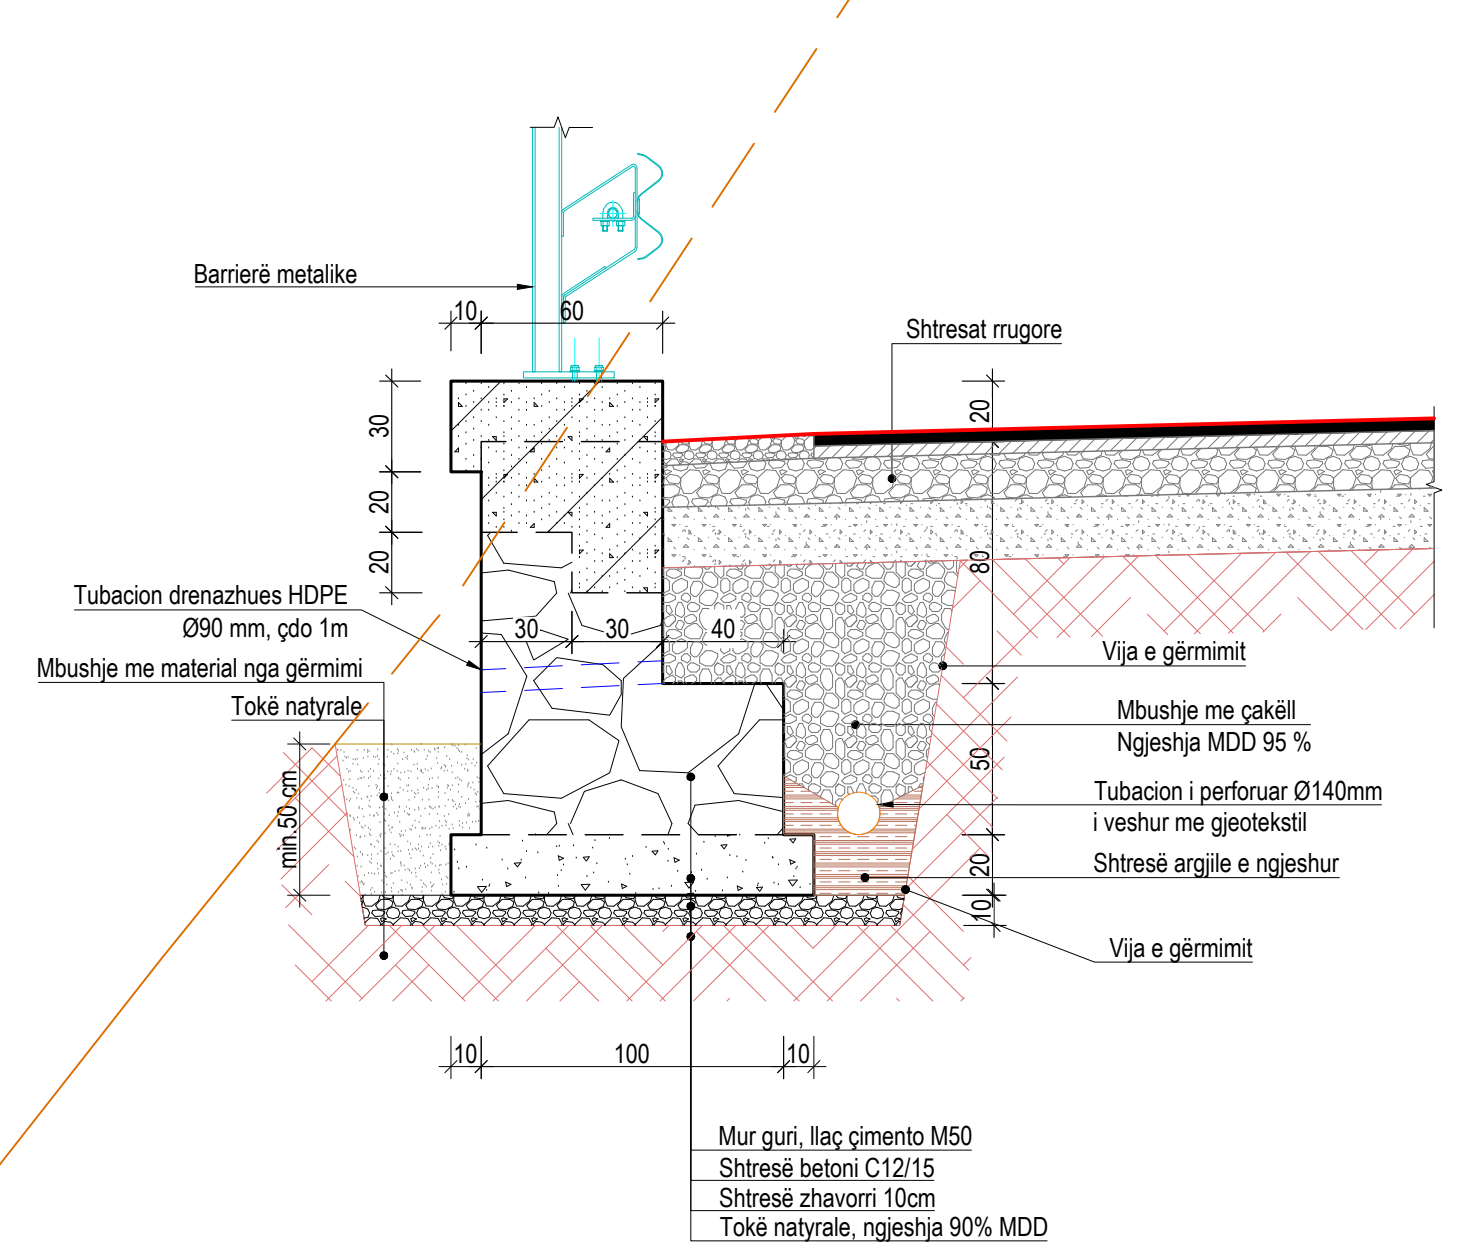 Barrierë metalike
10
60
Shtresat rrugore
20
30
20
20
80
Tubacion drenazhues HDPE
Ø90 mm, çdo 1m
30
30
40
Vija e gërmimit
Mbushje me material nga gërmimi
Tokë natyrale
Mbushje me çakëll
Ngjeshja MDD 95 %
50
min.50 cm
Tubacion i perforuar Ø140mm
i veshur me gjeotekstil
Shtresë argjile e ngjeshur
20
10
Vija e gërmimit
10
100
10
Mur guri, llaç çimento M50
Shtresë betoni C12/15
Shtresë zhavorri 10cm
Tokë natyrale, ngjeshja 90% MDD